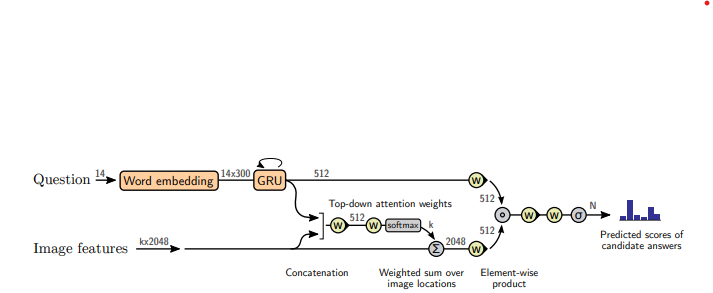 Question
14
Word embedding
14x300
GRU
512
w
512
Top-down attention weights
512
w
w
softmax
k
N
w
w
σ
Predicted scores of
candidate answers
Image features
kx2048
Σ
2048
w
512
Concatenation
Weighted sum over
image locations
Element-wise
product